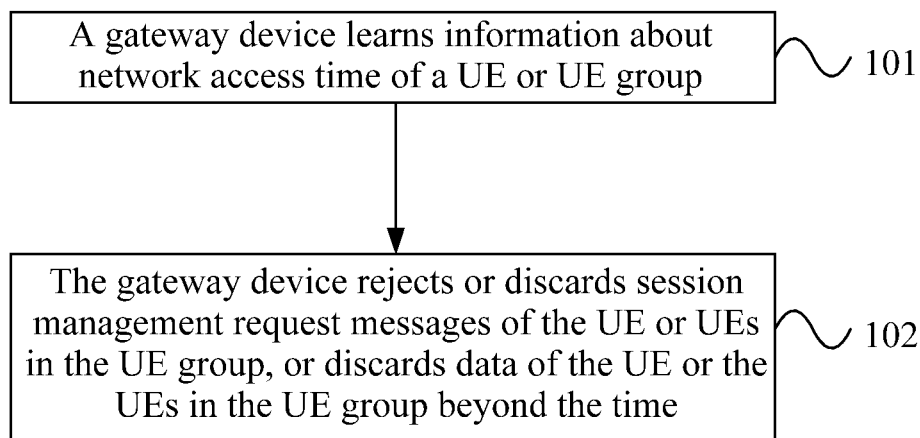 A gateway device learns information about
network access time of a UE or UE group
101
The gateway device rejects or discards session
management request messages of the UE or UEs
in the UE group, or discards data of the UE or the
UEs in the UE group beyond the time
102